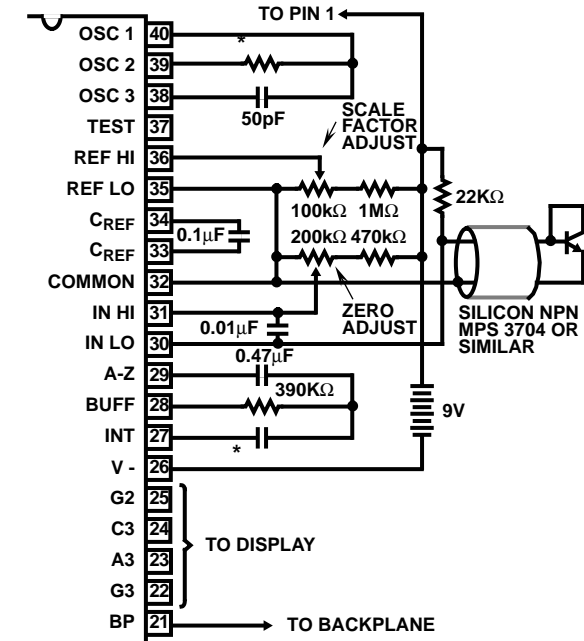 TO PIN 1
OSC 1 40
*
OSC 2 39
OSC 3 38
50pF
TEST 37
SCALE
FACTOR
ADJUST
REF HI 36
REF LO 35
100kΩ 1MΩ
22KΩ
CREF 34
0.1μF
200kΩ 470kΩ
CREF 33
COMMON 32
ZERO
ADJUST
SILICON NPN
MPS 3704 OR
SIMILAR
IN HI 31
0.01μF
IN LO 30
0.47μF
A-Z 29
390KΩ
BUFF 28
9V
INT 27
*
V - 26
G2 25
C3 24
TO DISPLAY
A3 23
G3 22
BP 21
TO BACKPLANE